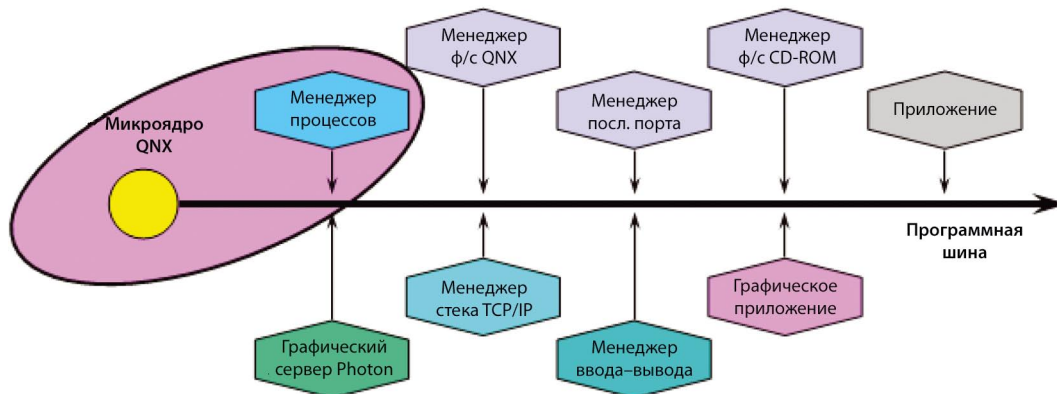 Менеджер
ф/с QNX
Менеджер
ф/с CD-ROM
Менеджер
процессов
Менеджер
посл. порта
Приложение
Микроядро
QNX
Программная
шина
Менеджер
стека TCP/IP
Графическое
приложение
Графический
сервер Photon
Менеджер
ввода–вывода